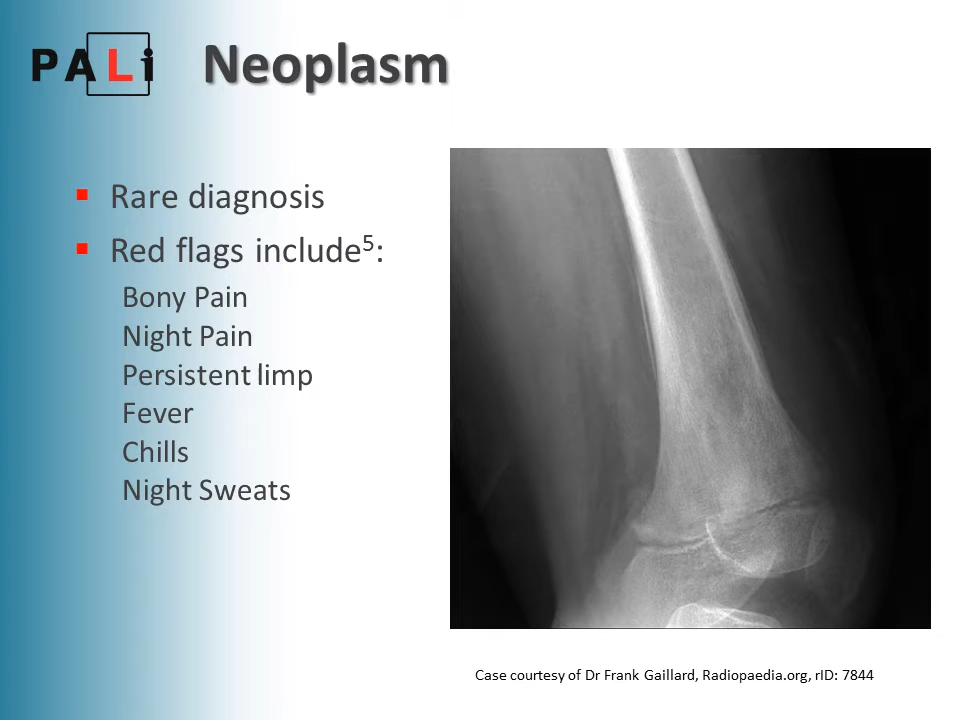 PALi
Neoplasm
Rare diagnosis
Red flags include⁵:
Bony Pain
Night Pain
Persistent limp
Fever
Chills
Night Sweats
Case courtesy of Dr Frank Gaillard, Radiopaedia.org, rID: 7844